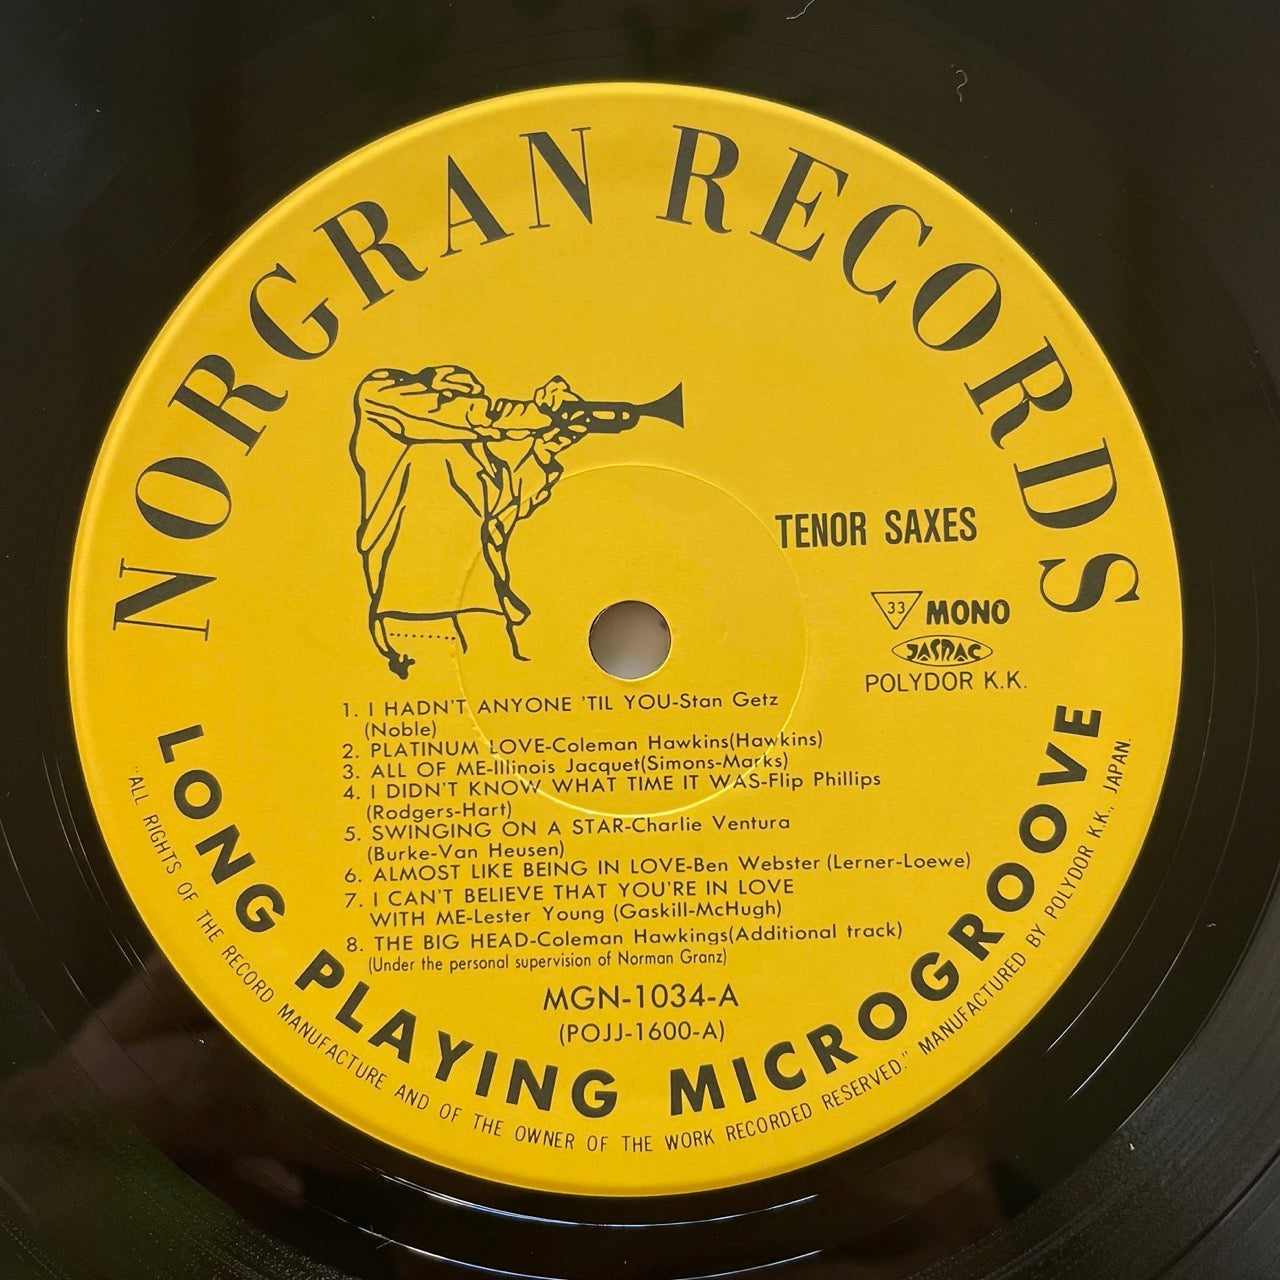 NORGRAN RECORDS
TENOR SAXES
33 MONO
JASRAC
POLYDOR K.K.
1. I HADN'T ANYONE 'TIL YOU-Stan Getz
(Noble)
2. PLATINUM LOVE-Coleman Hawkins(Hawkins)
3. ALL OF ME-Illinois Jacquet(Simons-Marks)
4. I DIDN'T KNOW WHAT TIME IT WAS-Flip Phillips
(Rodgers-Hart)
5. SWINGING ON A STAR-Charlie Ventura
(Burke-Van Heusen)
6. ALMOST LIKE BEING IN LOVE-Ben Webster (Lerner-Loewe)
7. I CAN'T BELIEVE THAT YOU'RE IN LOVE
WITH ME-Lester Young (Gaskill-McHugh)
8. THE BIG HEAD-Coleman Hawkings(Additional track)
(Under the personal supervision of Norman Granz)
MGN-1034-A
(POJJ-1600-A)
LONG PLAYING MICROGROOVE
"ALL RIGHTS OF THE RECORD MANUFACTURE AND OF THE OWNER OF THE WORK RECORDED RESERVED." MANUFACTURED BY POLYDOR K.K., JAPAN.